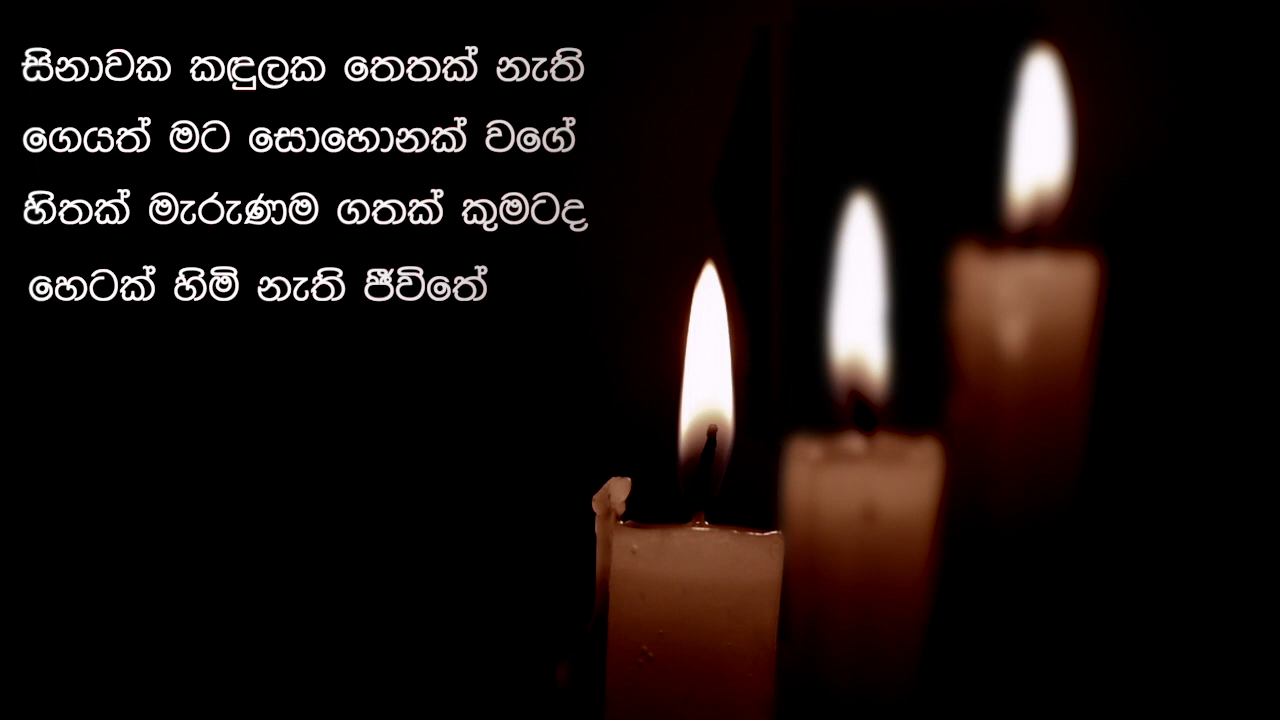 සිනාවක කඳුලක තෙතක් නැති
ගෙයත් මට සොහොනක් වගේ
හිතක් මැරුණම ගතක් කුමටද
හෙටක් හිමි නැති ජීවිතේ